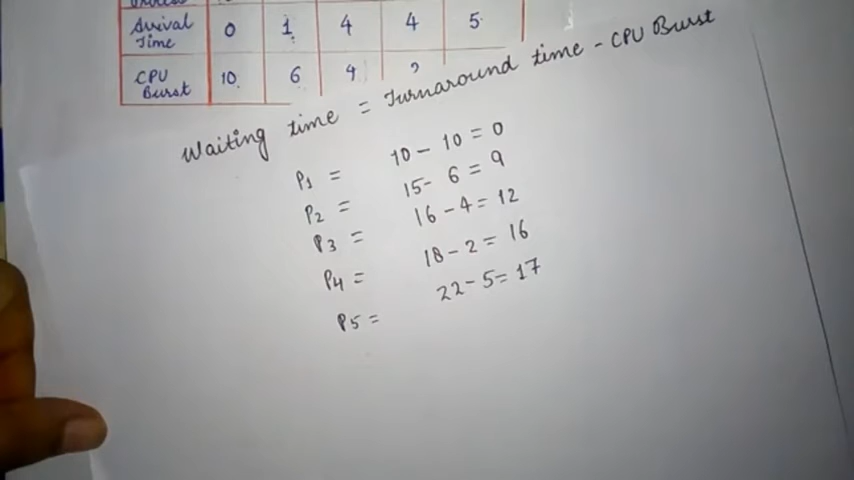 Process
Arrival Time 0 1 4 4 5
CPU Burst 10 6 4
Waiting time = Turnaround time - CPU Burst
P1 = 10 - 10 = 0
P2 = 15 - 6 = 9
P3 = 16 - 4 = 12
P4 = 18 - 2 = 16
P5 = 22 - 5 = 17